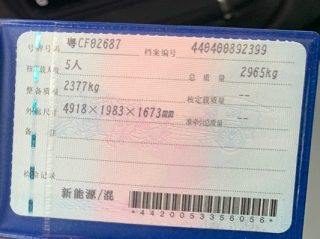 号牌号码 粤CF02687 档案编号 440400892399
核定载人数 5人 总质量 2965kg
整备质量 2377kg 核定载质量 --
外廓尺寸 4918×1983×1673mm 准牵引总质量 --
备注
检验记录
新能源/混
*4420053356056*